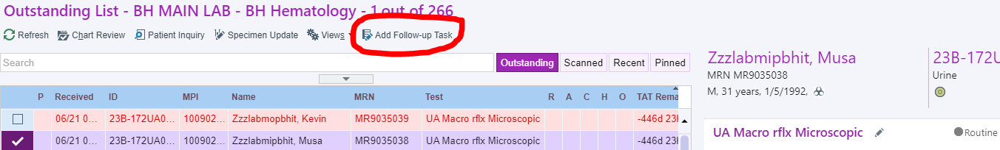 Outstanding List - BH MAIN LAB - BH Hematology - 1 out of 266
Refresh Chart Review Patient Inquiry Specimen Update Views Add Follow-up Task
Search Outstanding Scanned Recent Pinned
P Received ID MPI Name MRN Test R A C H O TAT Rema
06/21 0... 23B-172UA0... 100902... Zzzlabmopbhit, Kevin MR9035039 UA Macro rflx Microscopic -446d 23h
06/21 0... 23B-172UA0... 100902... Zzzlabmipbhit, Musa MR9035038 UA Macro rflx Microscopic -446d 23h
Zzzlabmipbhit, Musa
MRN MR9035038
M, 31 years, 1/5/1992,
23B-172U
Urine
UA Macro rflx Microscopic
Routine